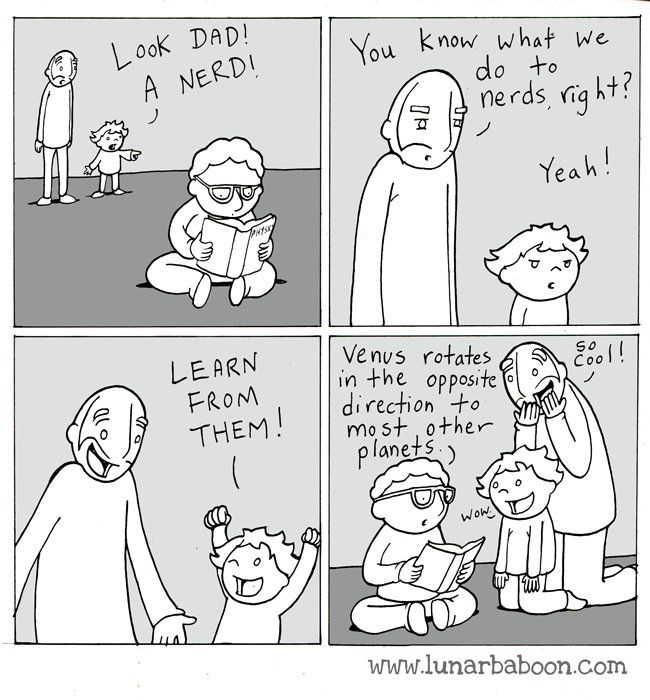 Look DAD!
A NERD!
PHYSI
You know what we
do to
nerds, right?
Yeah!
LEARN
FROM
THEM!
Venus rotates
in the opposite
direction to
most other
planets.
So
Cool!
Wow.
www.lunarbaboon.com